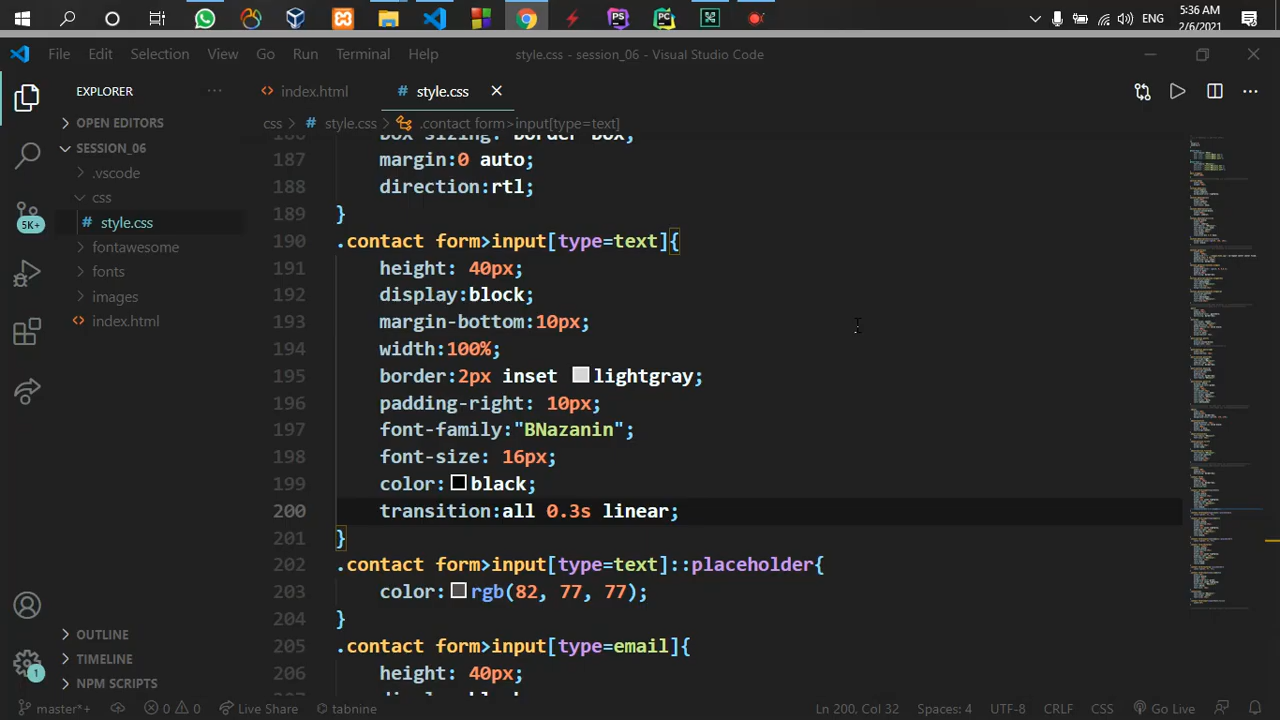 5:36 AM
ENG
2/6/2021
File Edit Selection View Go Run Terminal Help
style.css - session_06 - Visual Studio Code
EXPLORER
index.html
# style.css
OPEN EDITORS
css > # style.css > .contact form>input[type=text]
SESSION_06
.vscode
css
# style.css
fontawesome
fonts
images
index.html
OUTLINE
TIMELINE
NPM SCRIPTS
5K+
1
187 margin:0 auto;
188 direction:rtl;
189 }
190 .contact form>input[type=text]{
191 height: 40px;
192 display:block;
193 margin-bottom:10px;
194 width:100%;
195 border:2px inset lightgray;
196 padding-right: 10px;
197 font-family:"BNazanin";
198 font-size: 16px;
199 color:black;
200 transition:all 0.3s linear;
201 }
202 .contact form>input[type=text]::placeholder{
203 color:rgb(82, 77, 77);
204 }
205 .contact form>input[type=email]{
206 height: 40px;
master*+ 0 0 Live Share tabnine
Ln 200, Col 32 Spaces: 4 UTF-8 CRLF CSS Go Live